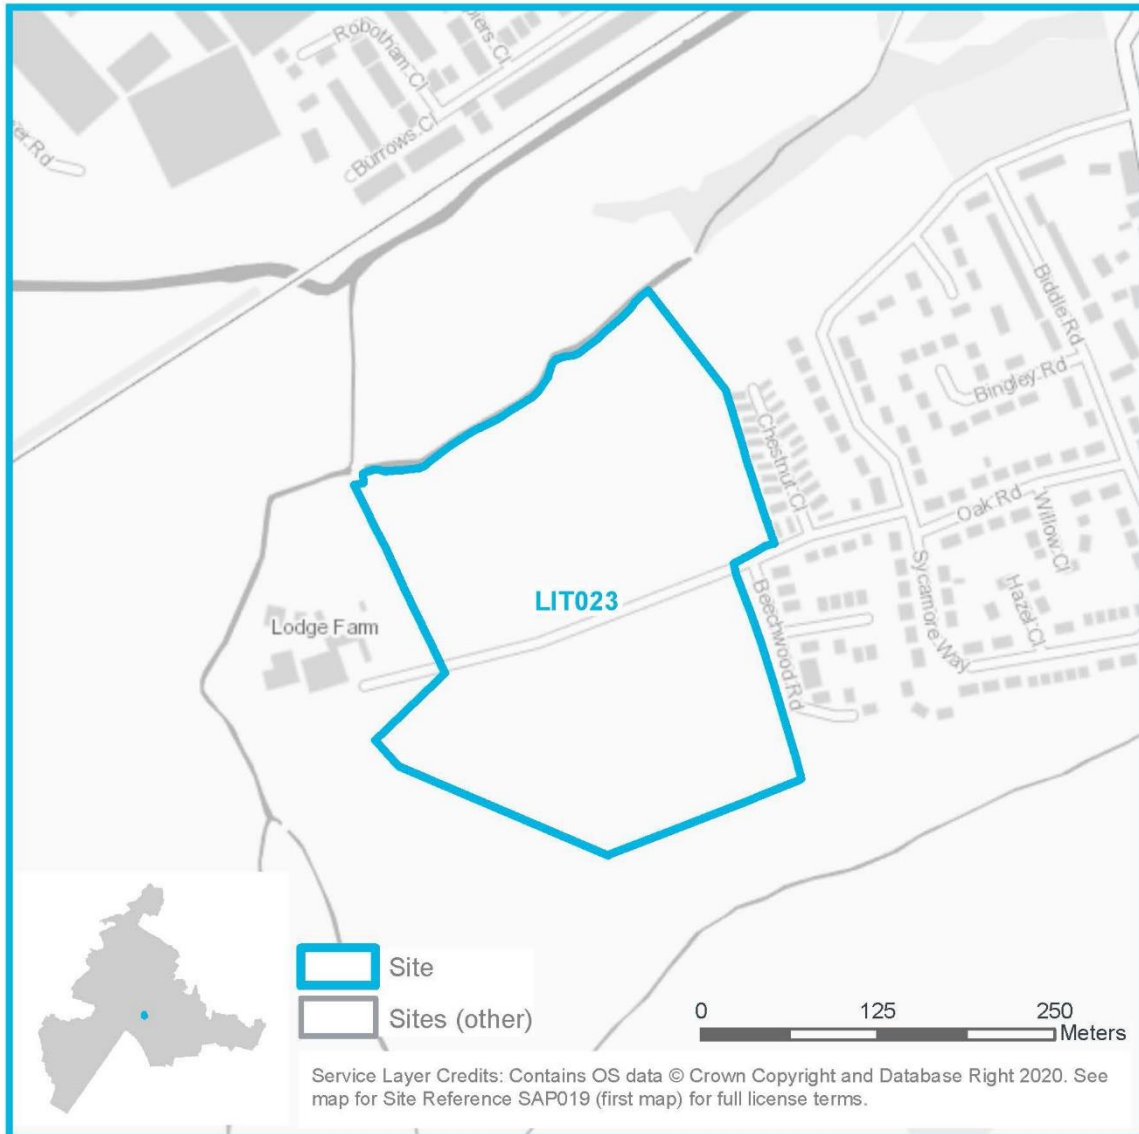 Robotham Cl
Burrows Cl
Biddle Rd
Bingley Rd
Chestnut Cl
Oak Rd
Willow Cl
Hazel Cl
Sycamore Way
Beechwood Rd
LIT023
Lodge Farm
Site
Sites (other)
0 125 250
Meters
Service Layer Credits: Contains OS data © Crown Copyright and Database Right 2020. See
map for Site Reference SAP019 (first map) for full license terms.